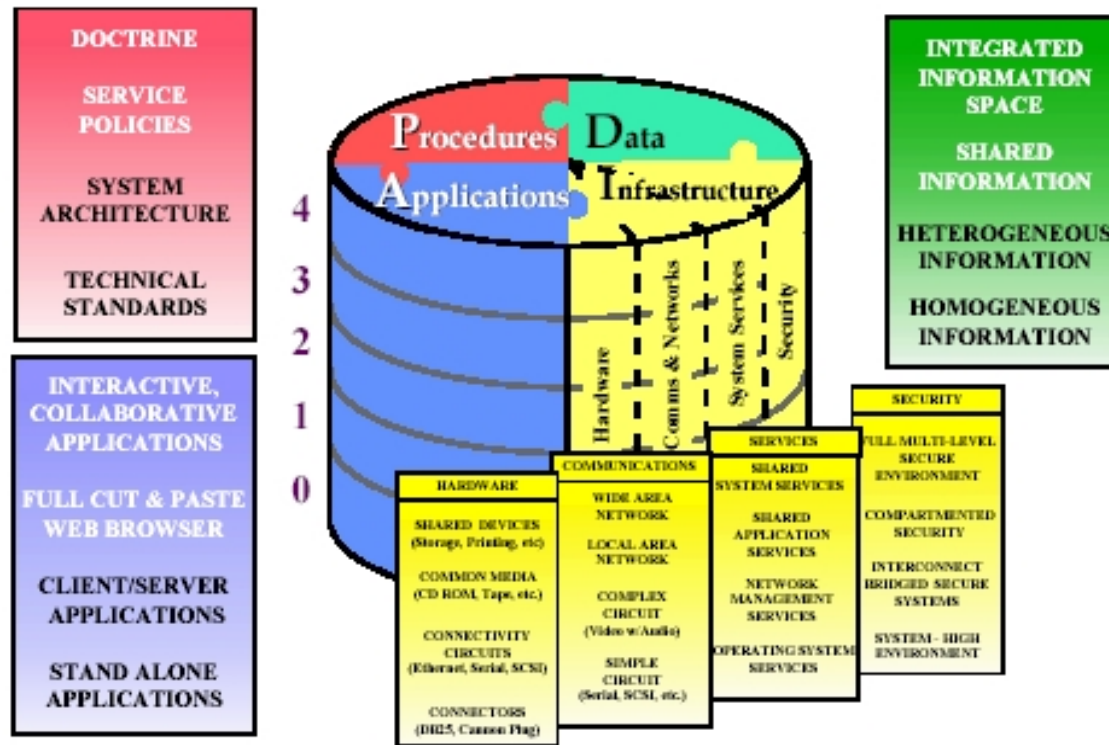 DOCTRINE
SERVICE
POLICIES
SYSTEM
ARCHITECTURE
TECHNICAL
STANDARDS
INTERACTIVE,
COLLABORATIVE
APPLICATIONS
FULL CUT & PASTE
WEB BROWSER
CLIENT/SERVER
APPLICATIONS
STAND ALONE
APPLICATIONS
4
3
2
1
0
Procedures
Data
Applications
Infrastructure
Hardware
Comms & Networks
System Services
Security
INTEGRATED
INFORMATION
SPACE
SHARED
INFORMATION
HETEROGENEOUS
INFORMATION
HOMOGENEOUS
INFORMATION
HARDWARE
SHARED DEVICES
(Storage, Printing, etc)
COMMON MEDIA
(CD ROM, Tape, etc.)
CONNECTIVITY
CIRCUITS
(Ethernet, Serial, SCSI)
CONNECTORS
(DB25, Cannon Plug)
COMMUNICATIONS
WIDE AREA
NETWORK
LOCAL AREA
NETWORK
COMPLEX
CIRCUIT
(Video w/Audio)
SIMPLE
CIRCUIT
(Serial, SCSI, etc.)
SERVICES
SHARED
SYSTEM SERVICES
SHARED
APPLICATION
SERVICES
NETWORK
MANAGEMENT
SERVICES
OPERATING SYSTEM
SERVICES
SECURITY
FULL MULTI-LEVEL
SECURE
ENVIRONMENT
COMPARTMENTED
SECURITY
INTERCONNECT
BRIDGED SECURE
SYSTEMS
SYSTEM - HIGH
ENVIRONMENT